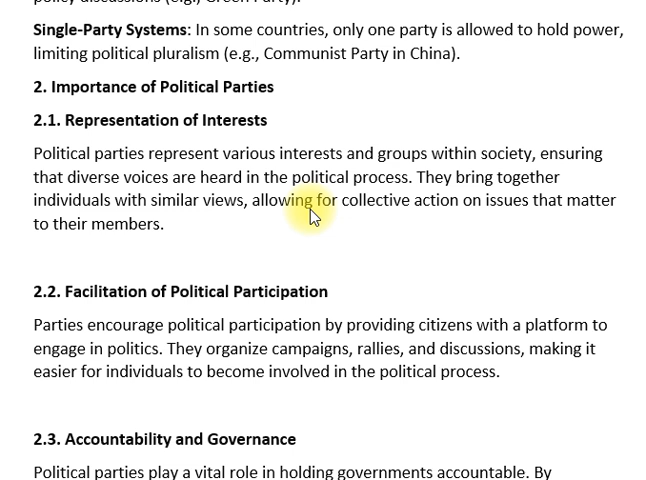 policy discussions (e.g., Green Party).
Single-Party Systems: In some countries, only one party is allowed to hold power,
limiting political pluralism (e.g., Communist Party in China).
2. Importance of Political Parties
2.1. Representation of Interests
Political parties represent various interests and groups within society, ensuring
that diverse voices are heard in the political process. They bring together
individuals with similar views, allowing for collective action on issues that matter
to their members.
2.2. Facilitation of Political Participation
Parties encourage political participation by providing citizens with a platform to
engage in politics. They organize campaigns, rallies, and discussions, making it
easier for individuals to become involved in the political process.
2.3. Accountability and Governance
Political parties play a vital role in holding governments accountable. By